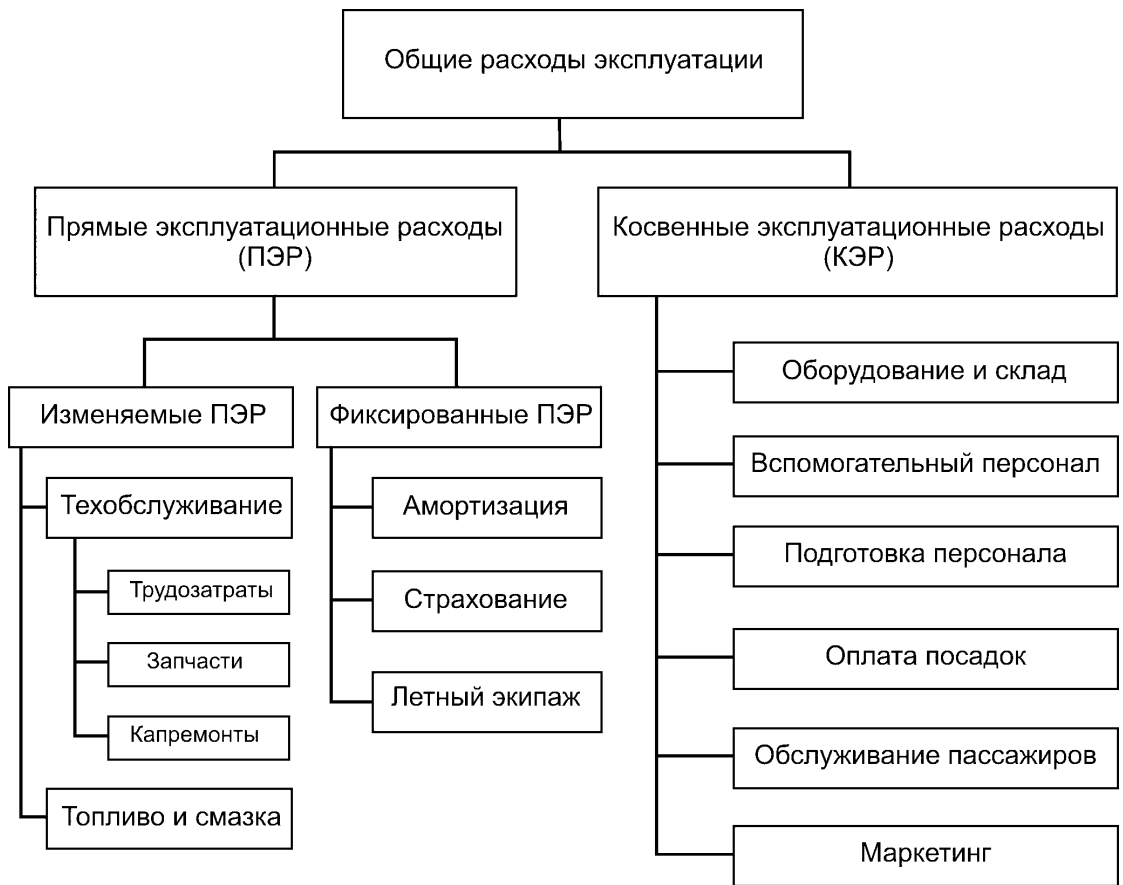 Общие расходы эксплуатации
Прямые эксплуатационные расходы
(ПЭР)
Косвенные эксплуатационные расходы
(КЭР)
Изменяемые ПЭР
Техобслуживание
Трудозатраты
Запчасти
Капремонты
Топливо и смазка
Фиксированные ПЭР
Амортизация
Страхование
Летный экипаж
Оборудование и склад
Вспомогательный персонал
Подготовка персонала
Оплата посадок
Обслуживание пассажиров
Маркетинг